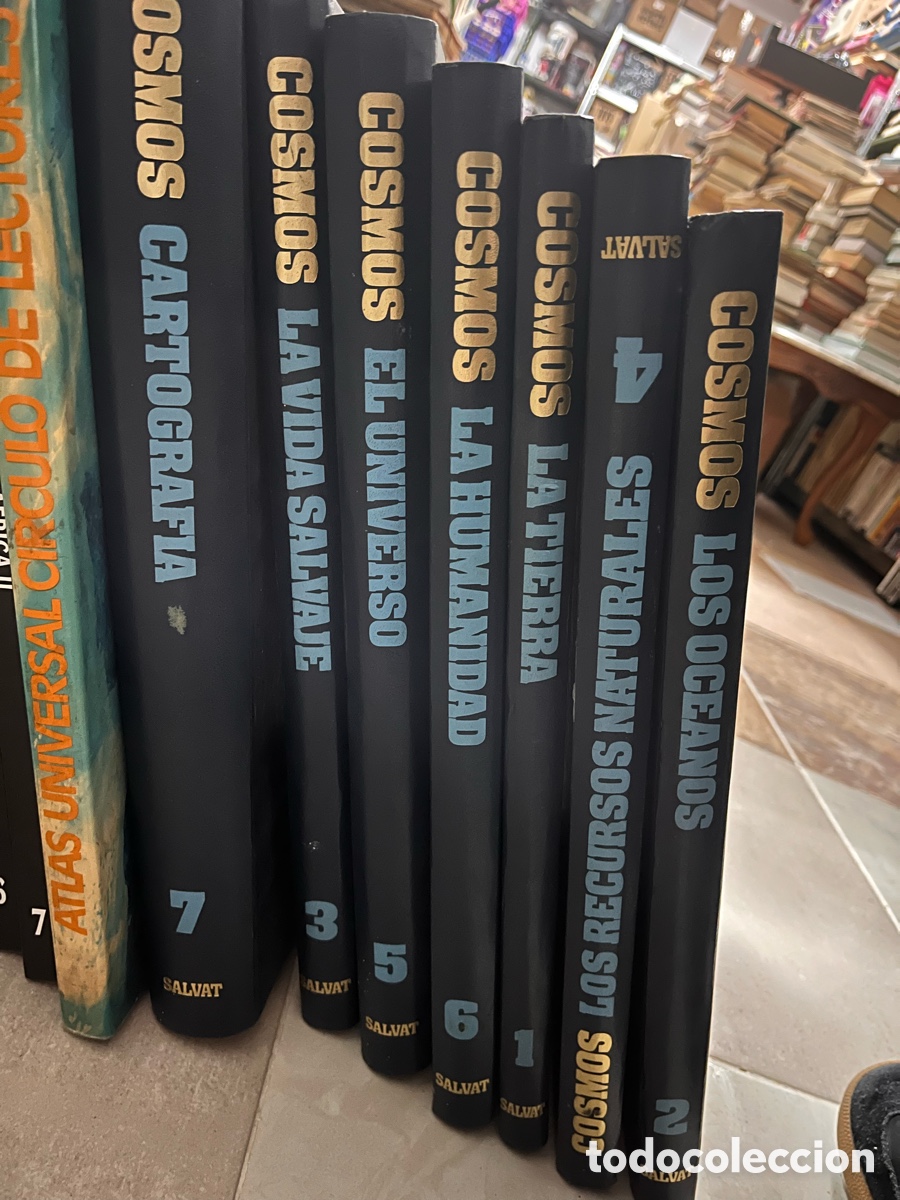 ATLAS UNIVERSAL CIRCULO DE LECTORES
7
COSMOS CARTOGRAFIA
7
SALVAT
COSMOS LA VIDA SALVAJE
3
SALVAT
COSMOS EL UNIVERSO
5
SALVAT
COSMOS LA HUMANIDAD
6
SALVAT
COSMOS LA TIERRA
1
SALVAT
COSMOS LOS RECURSOS NATURALES
4
SALVAT
COSMOS LOS OCEANOS
2
SALVAT
todocoleccion